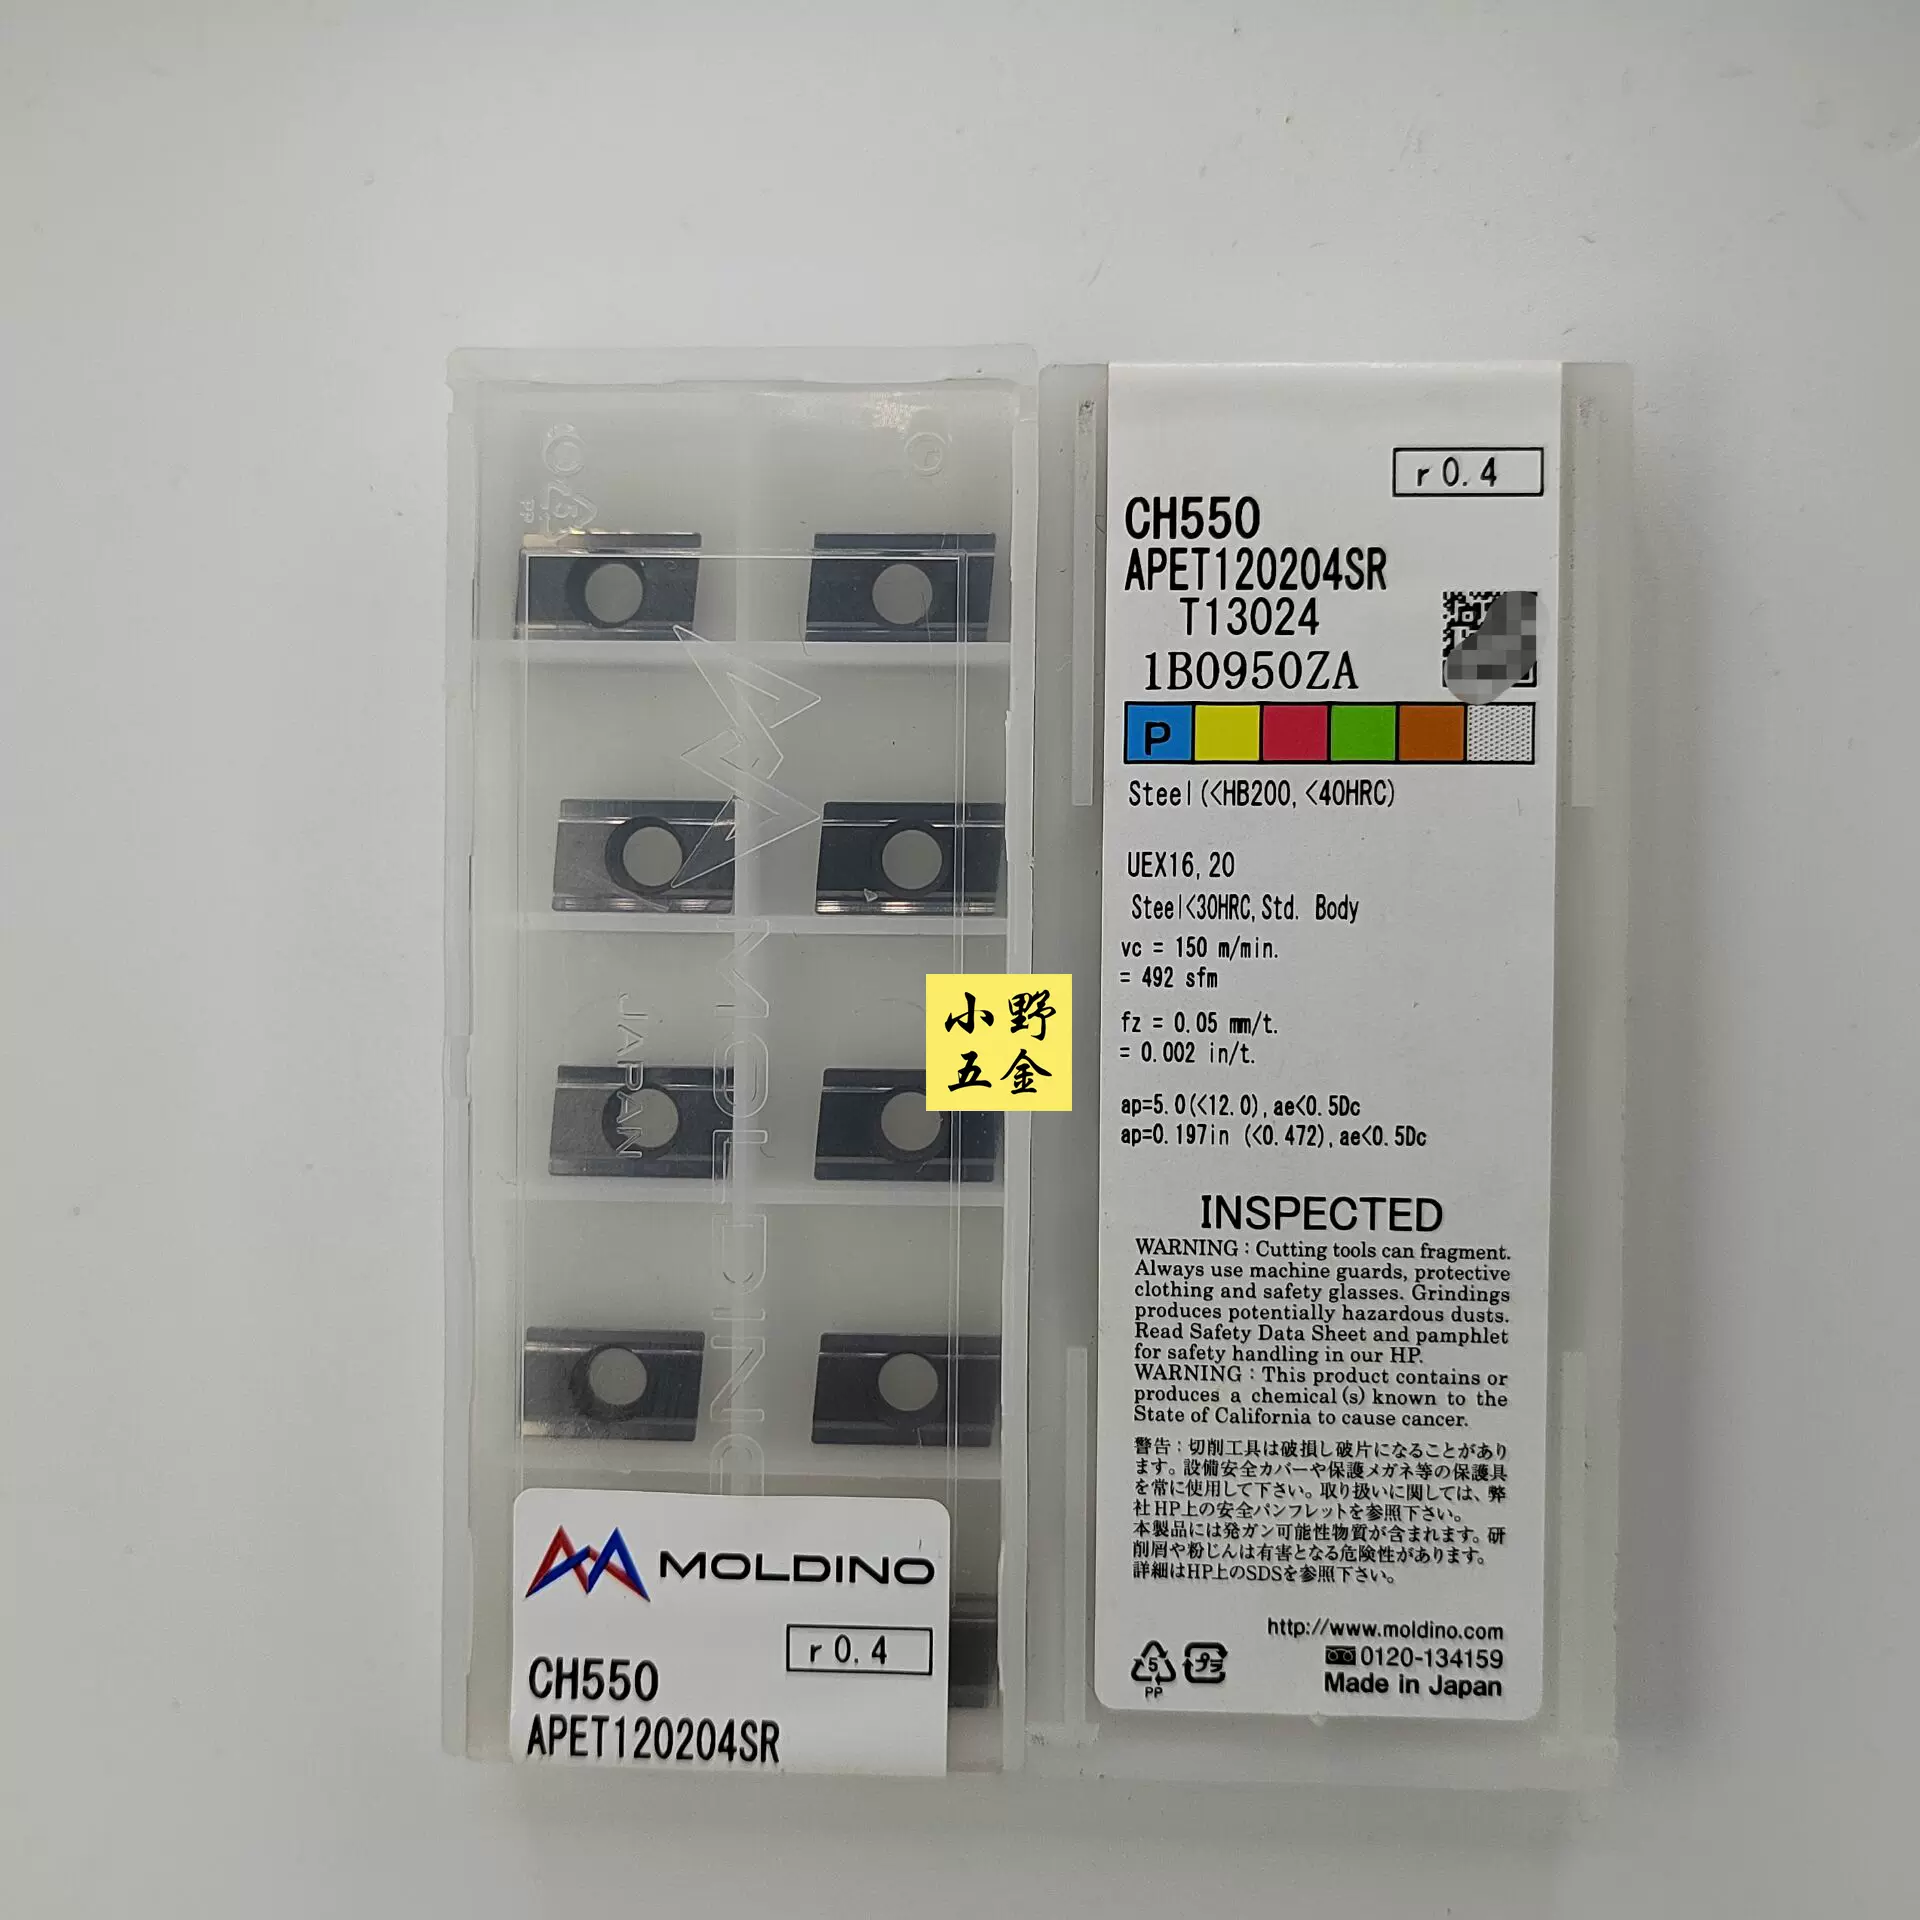 JAPAN
MOLDINO
小野
五金
MOLDINO
r 0.4
CH550
APET120204SR
r 0.4
CH550
APET120204SR
T13024
1B0950ZA
P
Steel(<HB200,<40HRC)
UEX16,20
Steel<30HRC,Std. Body
vc = 150 m/min.
= 492 sfm
fz = 0.05 mm/t.
= 0.002 in/t.
ap=5.0(<12.0),ae<0.5Dc
ap=0.197in (<0.472),ae<0.5Dc
INSPECTED
WARNING : Cutting tools can fragment.
Always use machine guards, protective
clothing and safety glasses. Grindings
produces potentially hazardous dusts.
Read Safety Data Sheet and pamphlet
for safety handling in our HP.
WARNING : This product contains or
produces a chemical (s) known to the
State of California to cause cancer.
警告：切削工具は破損し破片になることがあり
ます。設備安全カバーや保護メガネ等の保護具
を常に使用して下さい。取り扱いに関しては、弊
社HP上の安全パンフレットを参照下さい。
本製品には発ガン可能性物質が含まれます。研
削屑や粉じんは有害となる危険性があります。
詳細はHP上のSDSを参照下さい。
http://www.moldino.com
0120-134159
Made in Japan
5
PP
プラ